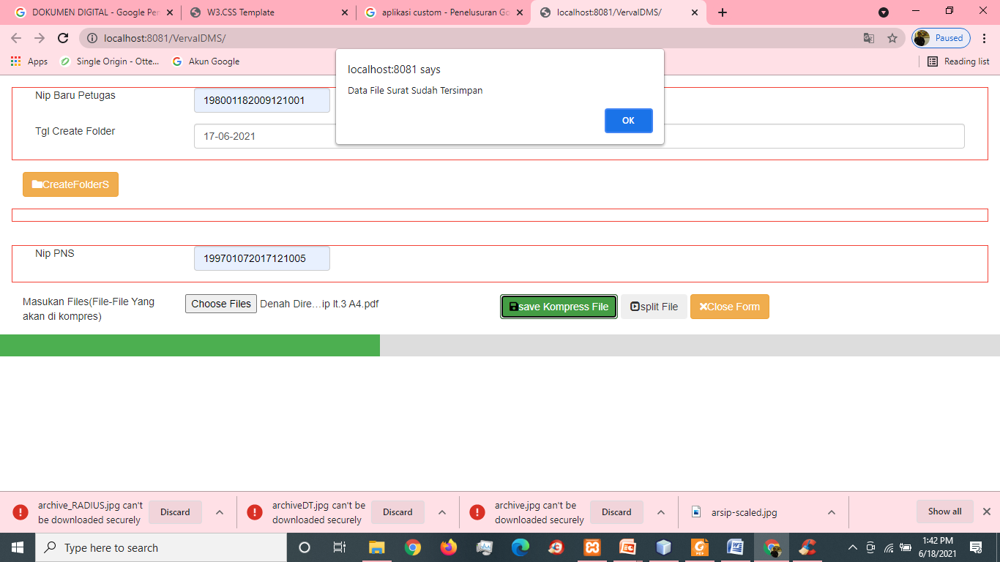 DOKUMEN DIGITAL - Google Pen
W3.CSS Template
aplikasi custom - Penelusuran Go
localhost:8081/VervalDMS/
localhost:8081/VervalDMS/
Paused
Apps
Single Origin - Otte...
Akun Google
Reading list
localhost:8081 says
Data File Surat Sudah Tersimpan
OK
Nip Baru Petugas
198001182009121001
Tgl Create Folder
17-06-2021
CreateFolderS
Nip PNS
199701072017121005
Masukan Files(File-File Yang
akan di kompres)
Choose Files Denah Dire…ip lt.3 A4.pdf
save Kompress File
split File
Close Form
archive_RADIUS.jpg can't
be downloaded securely
Discard
archiveDT.jpg can't be
downloaded securely
Discard
archive.jpg can't be
downloaded securely
Discard
arsip-scaled.jpg
Show all
Type here to search
1:42 PM
6/18/2021